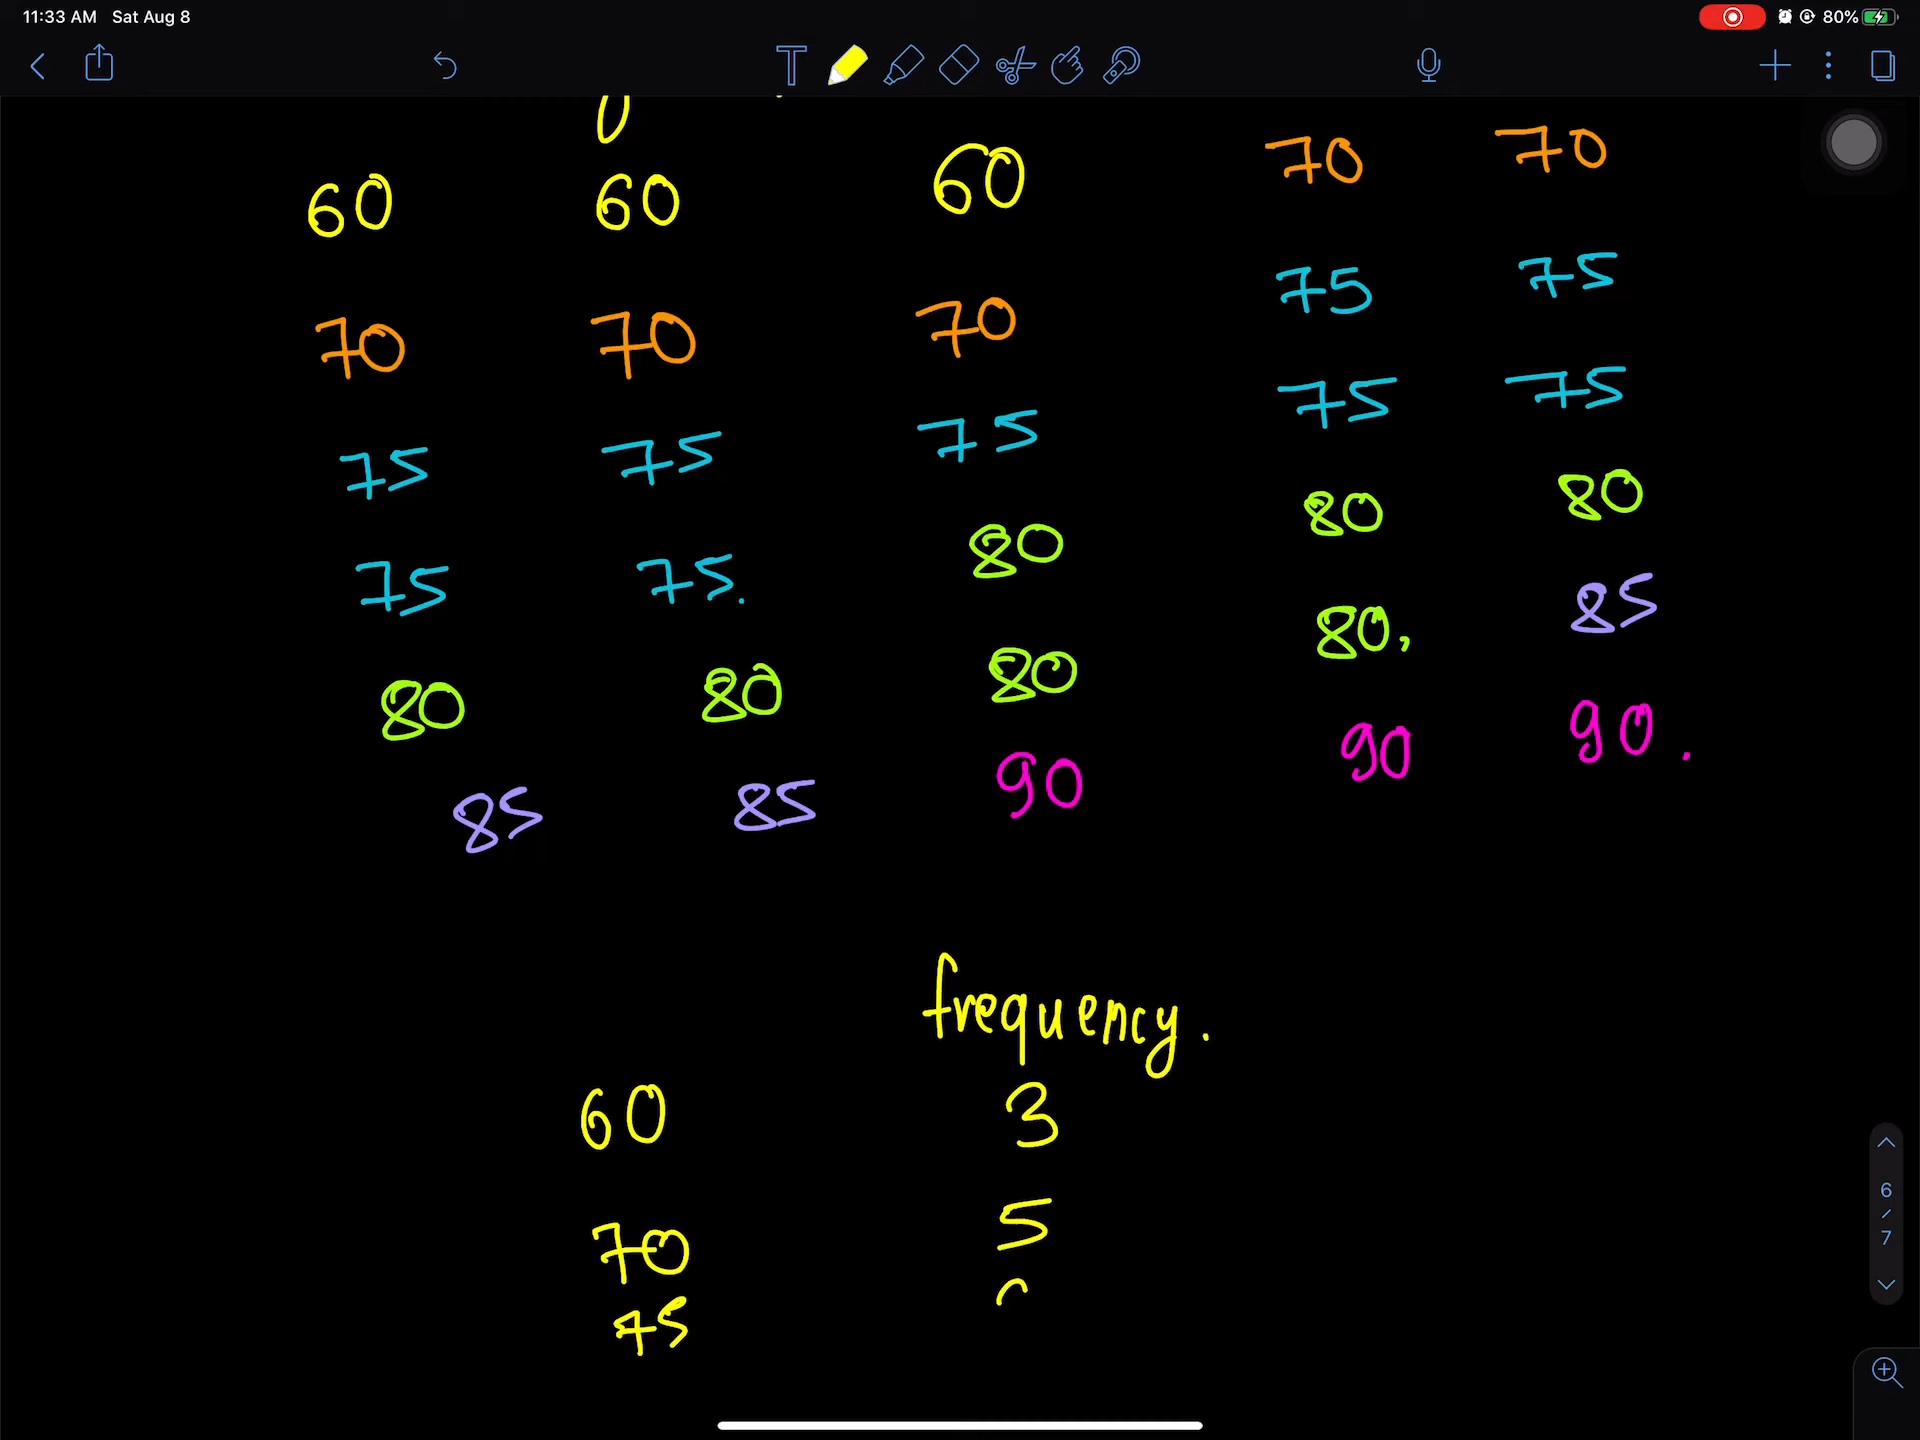 11:33 AM Sat Aug 8 80%
60 60 60 70 70
70 70 70 75 75
75 75 75 75 75
75 75. 80 80 80
80 80 80 80, 85
85 85 90 90 90.
frequency.
60 3
70 5
75
6/7